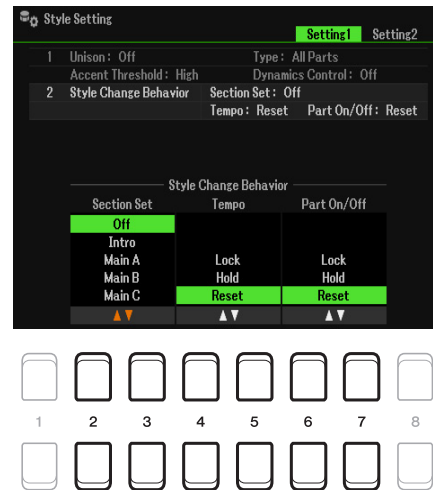 Style Setting
Setting1 Setting2
1 Unison: Off Type: All Parts
Accent Threshold: High Dynamics Control: Off
2 Style Change Behavior Section Set: Off
Tempo: Reset Part On/Off: Reset
Style Change Behavior
Section Set Tempo Part On/Off
Off
Intro
Main A Lock Lock
Main B Hold Hold
Main C Reset Reset
1 2 3 4 5 6 7 8